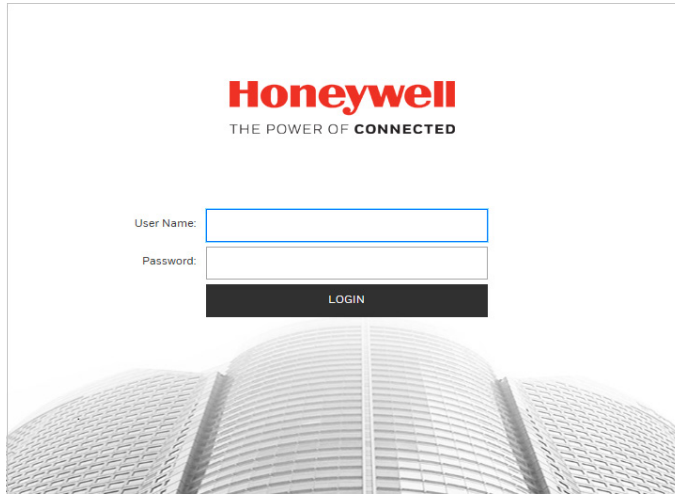 Honeywell
THE POWER OF CONNECTED
User Name:
Password:
LOGIN